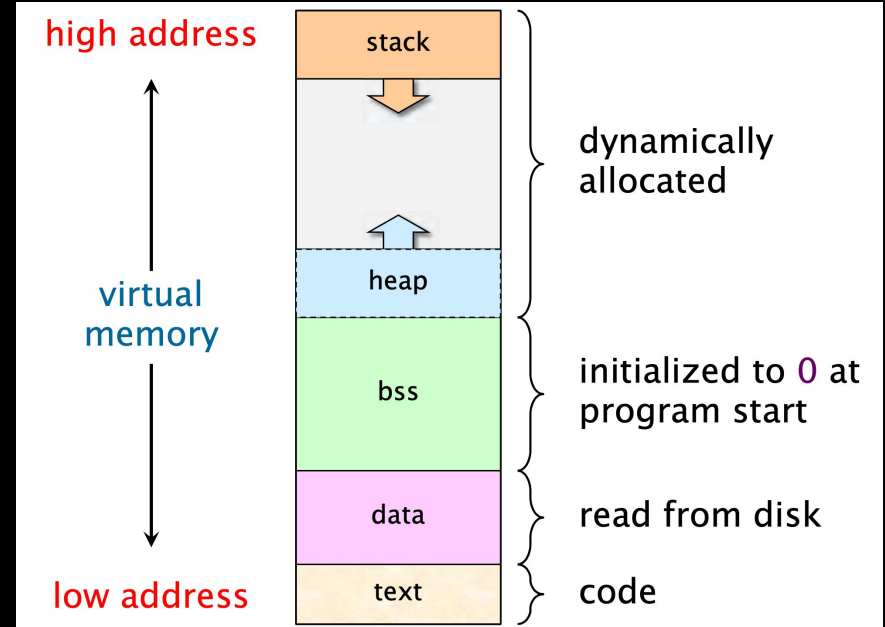 high address
stack
dynamically
allocated
heap
virtual
memory
bss
initialized to 0 at
program start
data
read from disk
low address
text
code